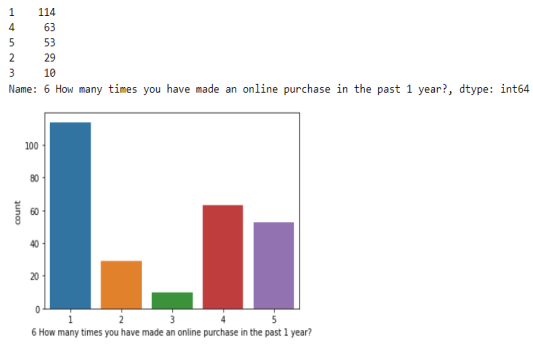 1 114
4 63
5 53
2 29
3 10
Name: 6 How many times you have made an online purchase in the past 1 year?, dtype: int64
100
80
60
40
20
0
count
1 2 3 4 5
6 How many times you have made an online purchase in the past 1 year?